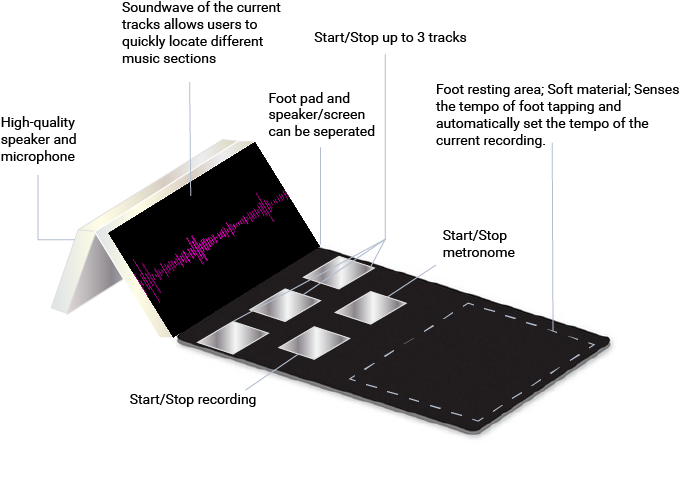 Soundwave of the current
tracks allows users to
quickly locate different
music sections
Start/Stop up to 3 tracks
Foot resting area; Soft material; Senses
the tempo of foot tapping and
automatically set the tempo of the
current recording.
Foot pad and
speaker/screen
can be seperated
High-quality
speaker and
microphone
Start/Stop
metronome
Start/Stop recording